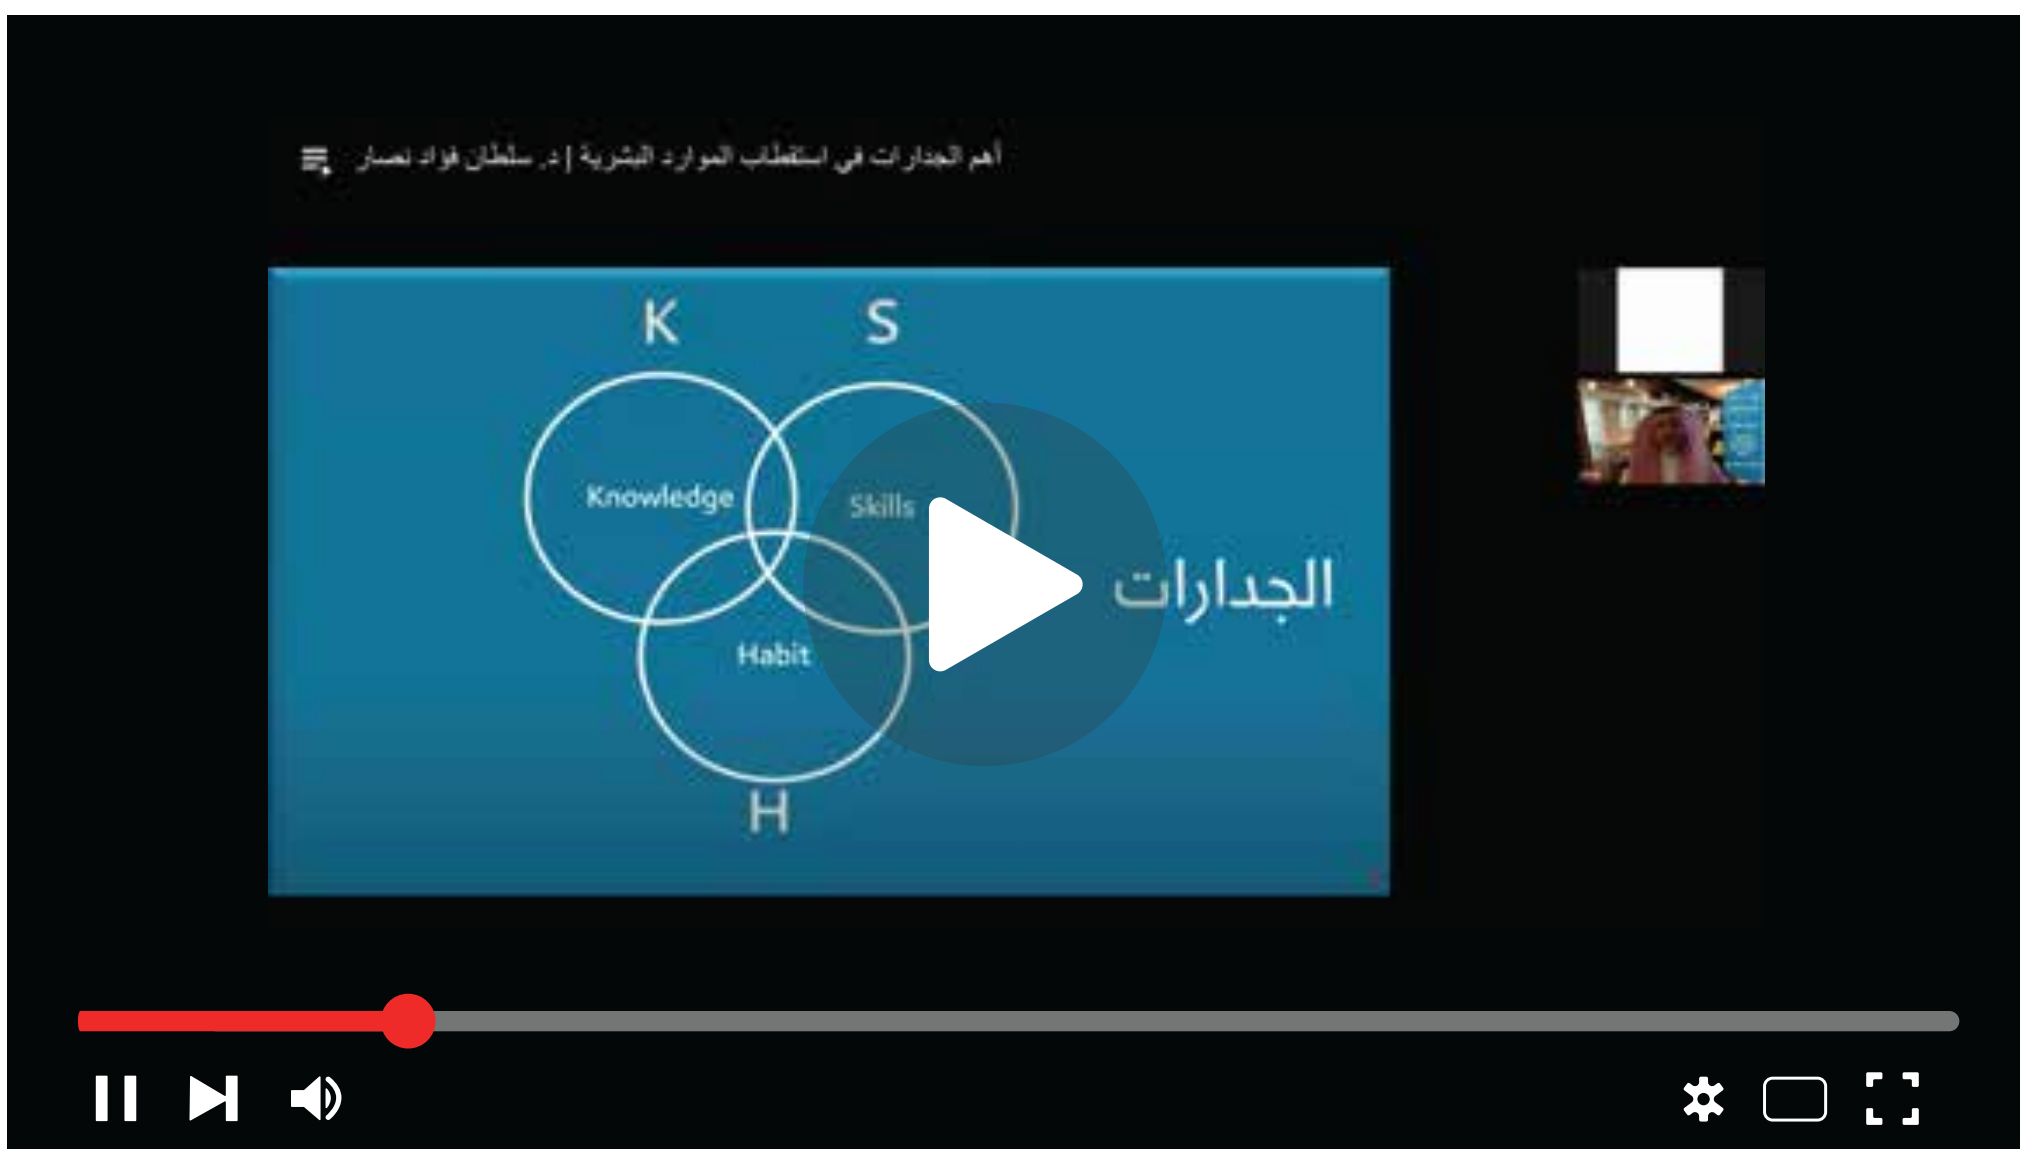 أهم الجدارات في استقطاب الموارد البشرية | د. سلطان فؤاد نصار
K
S
Knowledge
Skills
الجدارات
Habit
H